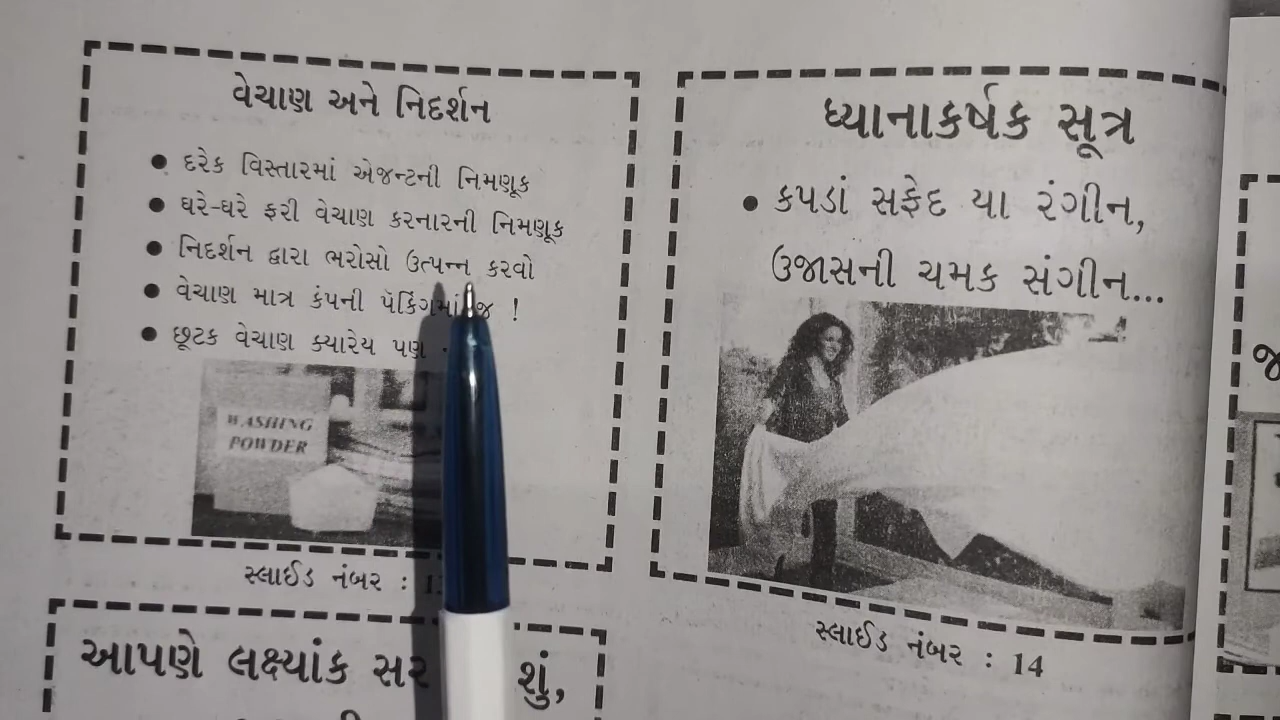 વેચાણ અને નિદર્શન
● દરેક વિસ્તારમાં એજન્ટની નિમણૂક
● ઘરે-ઘરે ફરી વેચાણ કરનારની નિમણૂક
● નિદર્શન દ્વારા ભરોસો ઉત્પન્ન કરવો
● વેચાણ માત્ર કંપની પૅકિંગમાં જ !
● છૂટક વેચાણ ક્યારેય પણ
WASHING
POWDER
સ્લાઈડ નંબર :
ધ્યાનાકર્ષક સૂત્ર
● કપડાં સફેદ યા રંગીન,
ઉજાસની ચમક સંગીન...
સ્લાઈડ નંબર : 14
આપણે લક્ષ્યાંક